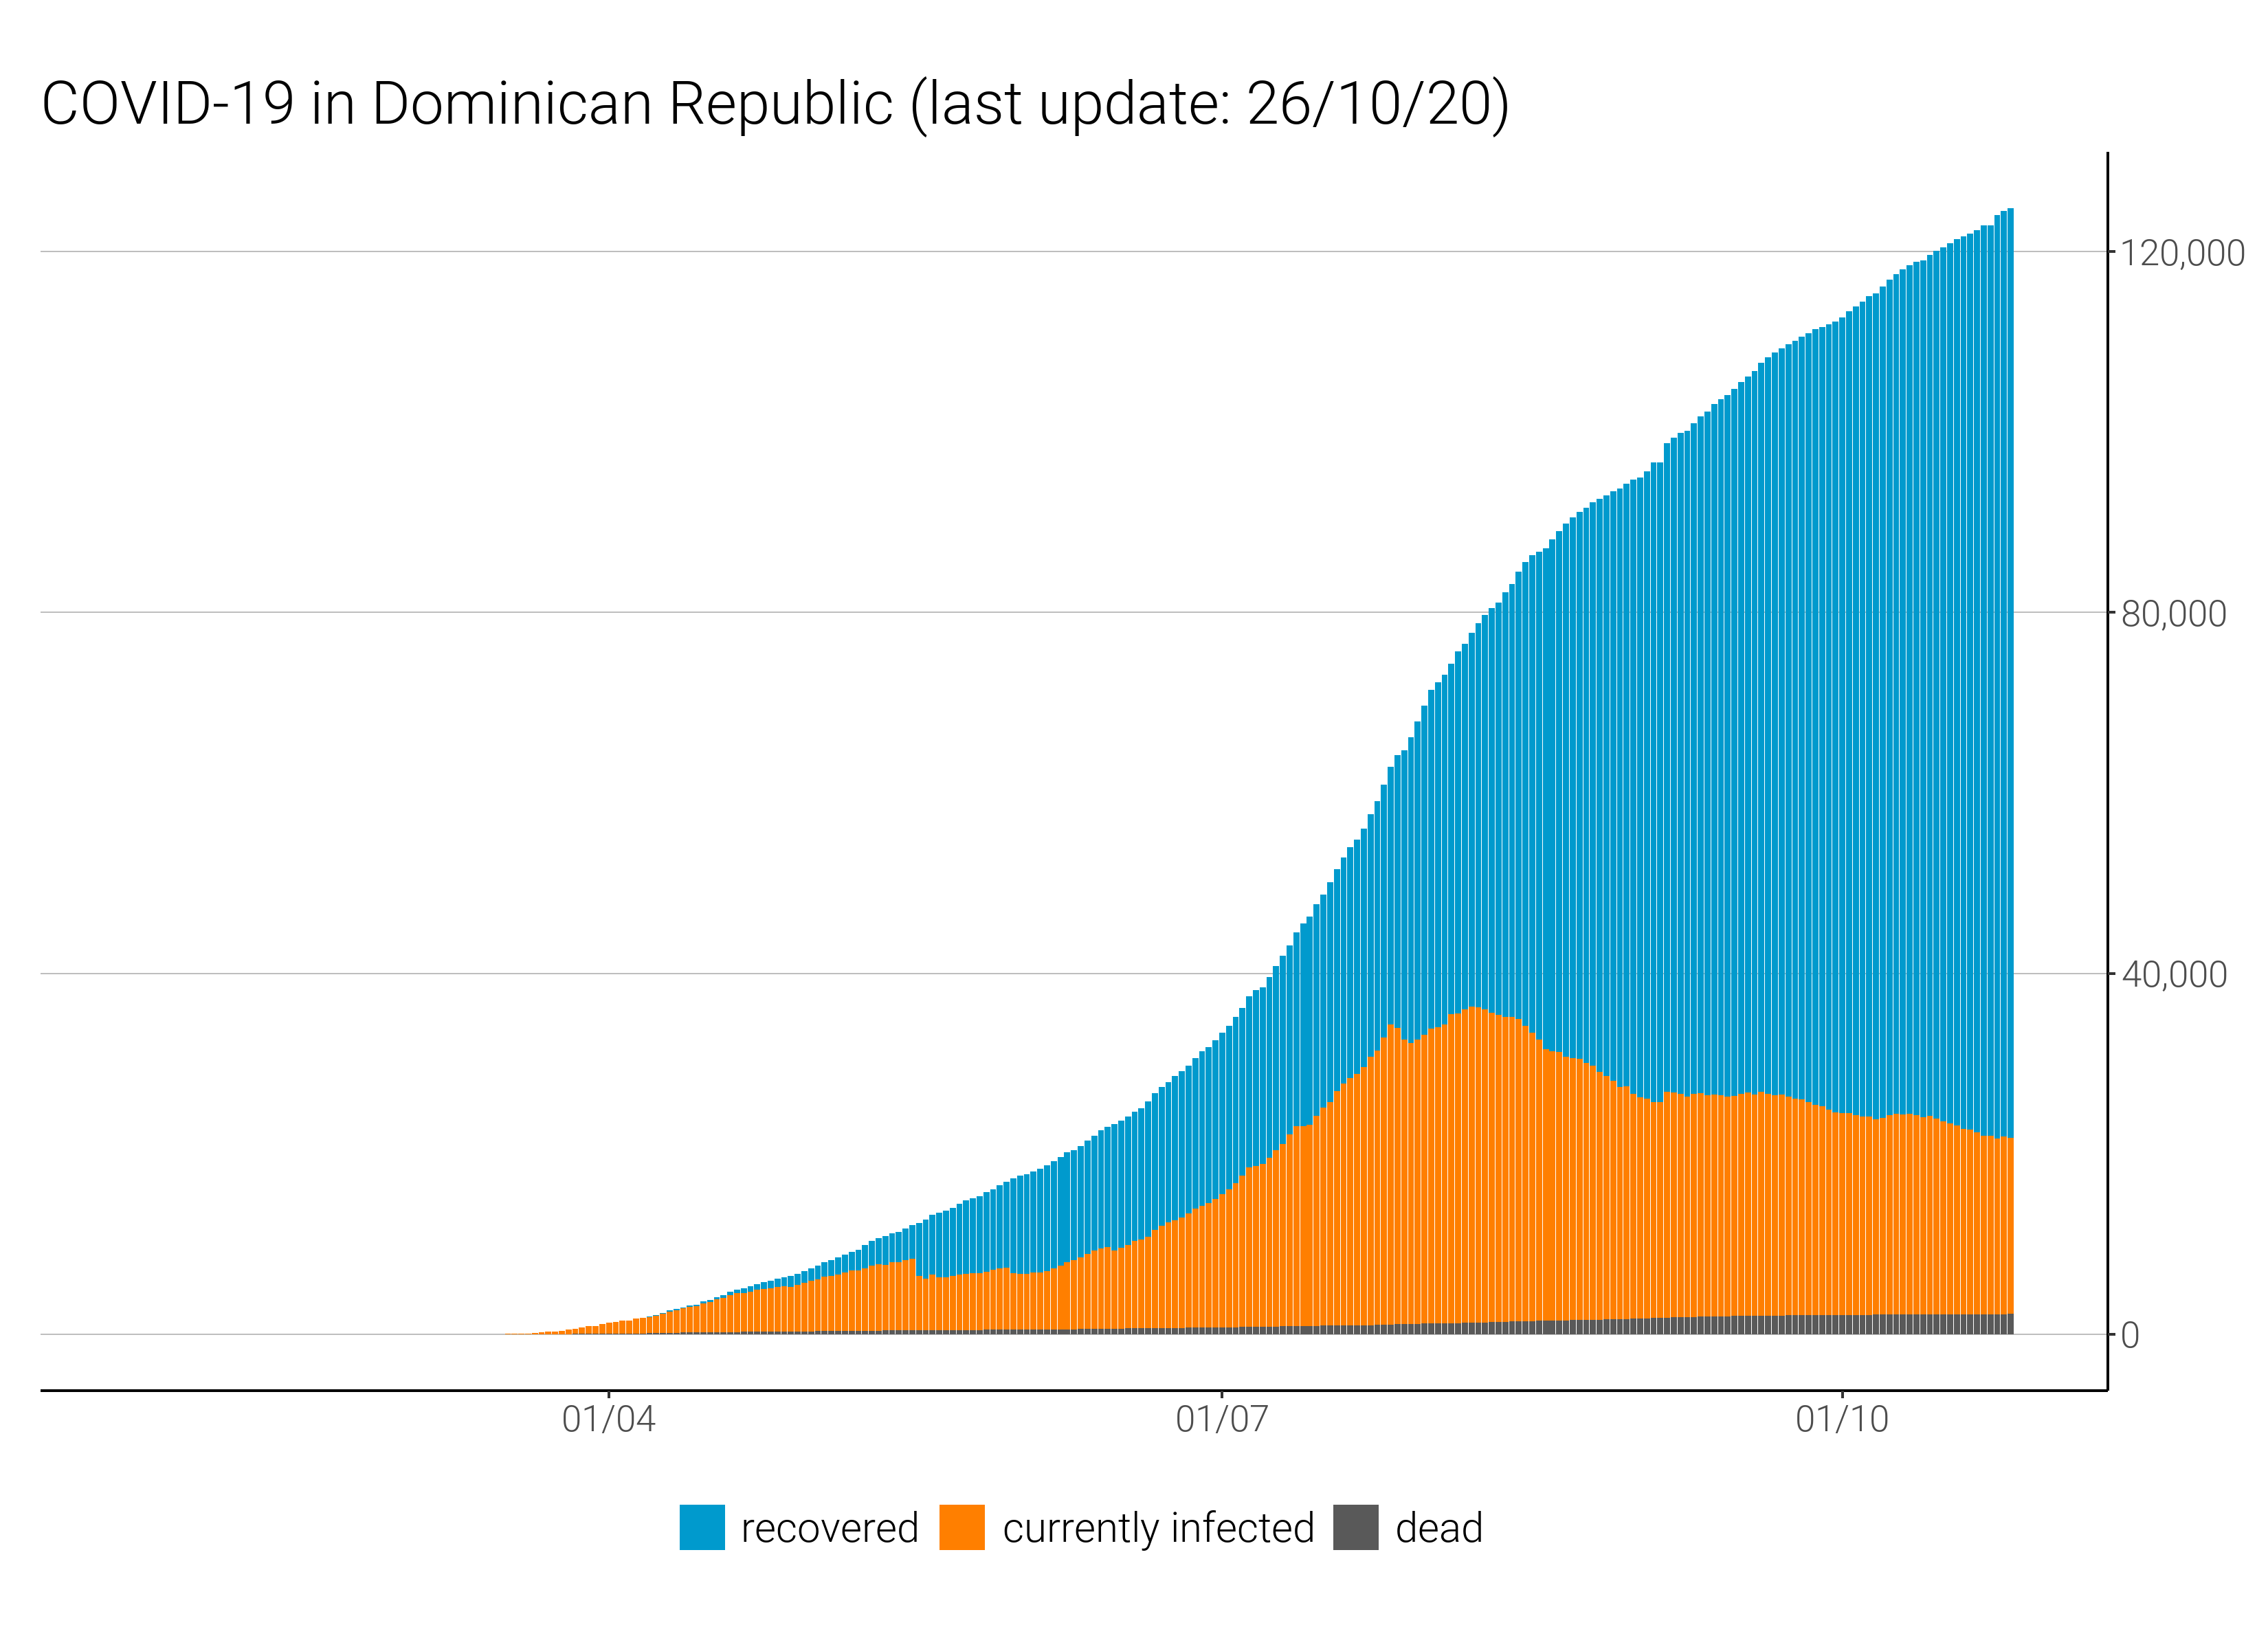 COVID-19 in Dominican Republic (last update: 26/10/20)
120,000
80,000
40,000
0
01/04 01/07 01/10
recovered currently infected dead